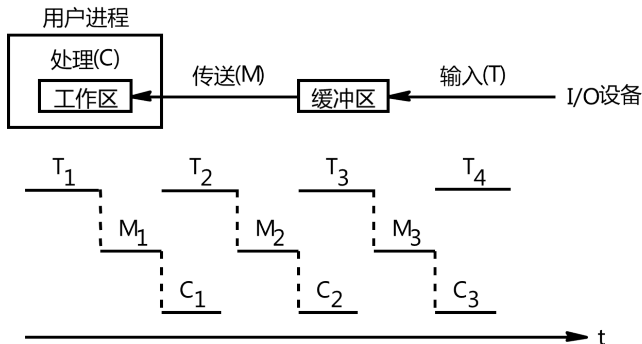 用户进程
处理(C)
工作区
传送(M)
缓冲区
输入(T)
I/O设备
T1 T2 T3 T4
M1 M2 M3
C1 C2 C3
t